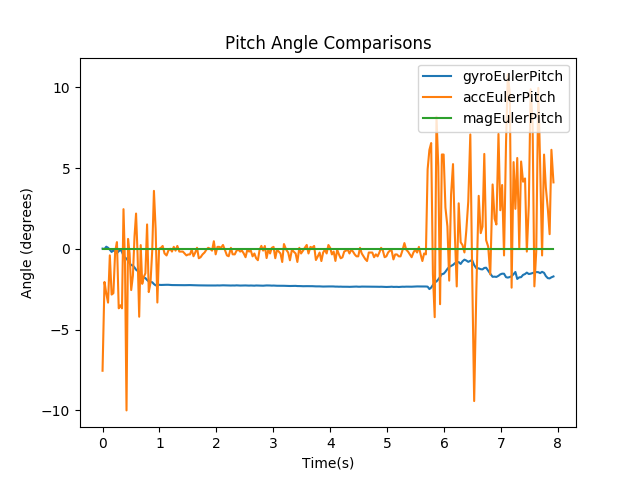 Pitch Angle Comparisons
gyroEulerPitch
accEulerPitch
magEulerPitch
10
5
0
−5
−10
Angle (degrees)
0 1 2 3 4 5 6 7 8
Time(s)